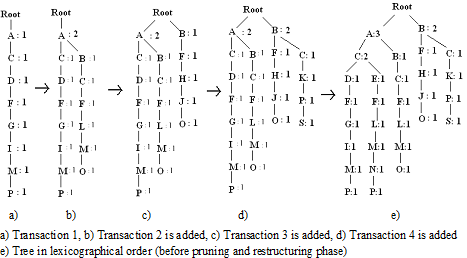 Root
A:1
C:1
D:1
F:1
G:1
I:1
M:1
P:1
a)
Root
A:2
C:1 B:1
D:1 C:1
F:1 F:1
G:1 L:1
I:1 M:1
M:1 O:1
P:1
b)
Root
A:2 B:1
C:1 B:1 F:1
D:1 C:1 H:1
F:1 F:1 J:1
G:1 L:1 O:1
I:1 M:1
M:1 O:1
P:1
c)
Root
A:2 B:2
C:1 B:1 F:1 C:1
D:1 C:1 H:1 K:1
F:1 F:1 J:1 P:1
G:1 L:1 O:1 S:1
I:1 M:1
M:1 O:1
P:1
d)
Root
A:3 B:2
C:2 B:1 F:1 C:1
D:1 E:1 C:1 H:1 K:1
F:1 F:1 F:1 J:1 P:1
G:1 L:1 L:1 O:1 S:1
I:1 M:1 M:1
M:1 N:1 O:1
P:1 P:1
e)
a) Transaction 1, b) Transaction 2 is added, c) Transaction 3 is added, d) Transaction 4 is added
e) Tree in lexicographical order (before pruning and restructuring phase)